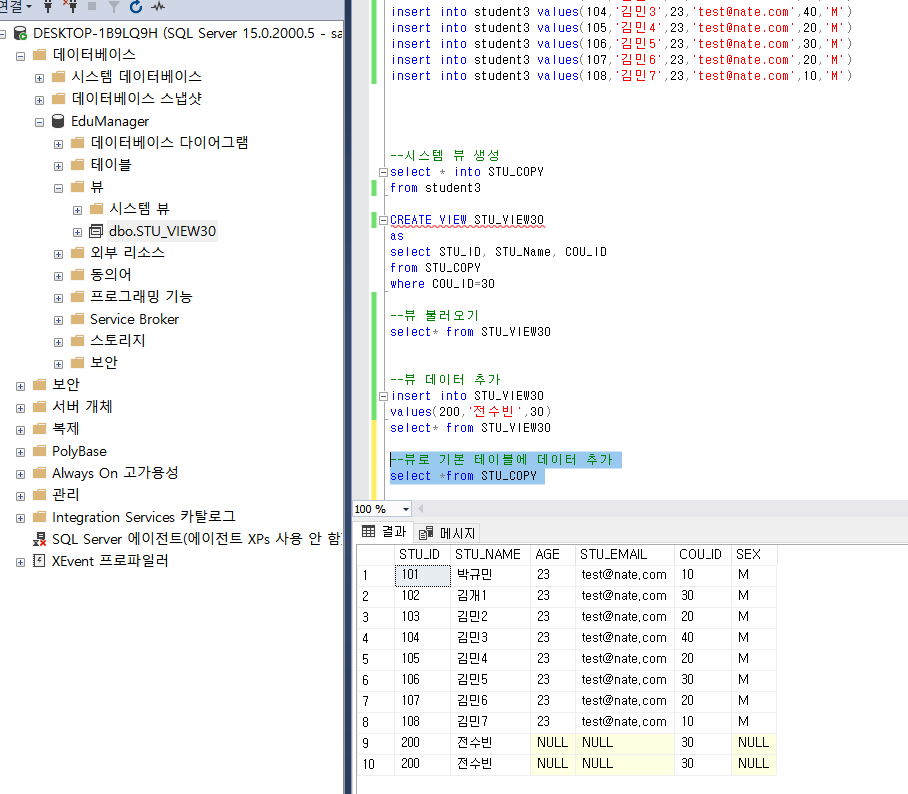 연결
DESKTOP-1B9LQ9H (SQL Server 15.0.2000.5 - sa
데이터베이스
시스템 데이터베이스
데이터베이스 스냅샷
EduManager
데이터베이스 다이어그램
테이블
뷰
시스템 뷰
dbo.STU_VIEW30
외부 리소스
동의어
프로그래밍 기능
Service Broker
스토리지
보안
보안
서버 개체
복제
PolyBase
Always On 고가용성
관리
Integration Services 카탈로그
SQL Server 에이전트(에이전트 XPs 사용 안 함
XEvent 프로파일러
insert into student3 values(104,'김민3',23,'test@nate.com',40,'M')
insert into student3 values(105,'김민4',23,'test@nate.com',20,'M')
insert into student3 values(106,'김민5',23,'test@nate.com',30,'M')
insert into student3 values(107,'김민6',23,'test@nate.com',20,'M')
insert into student3 values(108,'김민7',23,'test@nate.com',10,'M')
--시스템 뷰 생성
select * into STU_COPY
from student3
CREATE VIEW STU_VIEW30
as
select STU_ID, STU_Name, COU_ID
from STU_COPY
where COU_ID=30
--뷰 불러오기
select* from STU_VIEW30
--뷰 데이터 추가
insert into STU_VIEW30
values(200,'전수빈',30)
select* from STU_VIEW30
--뷰로 기본 테이블에 데이터 추가
select *from STU_COPY
100 %
결과 메시지
STU_ID STU_NAME AGE STU_EMAIL COU_ID SEX
1 101 박규민 23 test@nate.com 10 M
2 102 김개1 23 test@nate.com 30 M
3 103 김민2 23 test@nate.com 20 M
4 104 김민3 23 test@nate.com 40 M
5 105 김민4 23 test@nate.com 20 M
6 106 김민5 23 test@nate.com 30 M
7 107 김민6 23 test@nate.com 20 M
8 108 김민7 23 test@nate.com 10 M
9 200 전수빈 NULL NULL 30 NULL
10 200 전수빈 NULL NULL 30 NULL